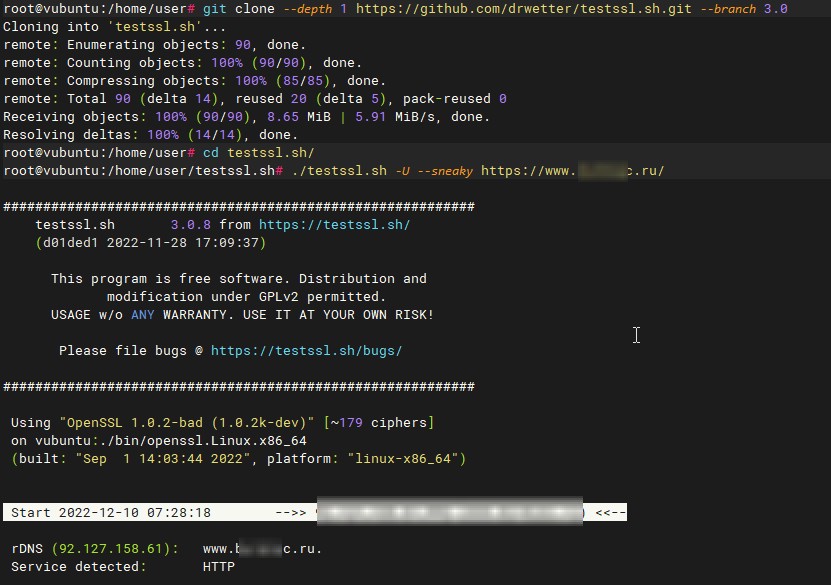 root@vubuntu:/home/user# git clone --depth 1 https://github.com/drwetter/testssl.sh.git --branch 3.0
Cloning into 'testssl.sh'...
remote: Enumerating objects: 90, done.
remote: Counting objects: 100% (90/90), done.
remote: Compressing objects: 100% (85/85), done.
remote: Total 90 (delta 14), reused 20 (delta 5), pack-reused 0
Receiving objects: 100% (90/90), 8.65 MiB | 5.91 MiB/s, done.
Resolving deltas: 100% (14/14), done.
root@vubuntu:/home/user# cd testssl.sh/
root@vubuntu:/home/user/testssl.sh# ./testssl.sh -U --sneaky https://www. c.ru/
###########################################################
testssl.sh 3.0.8 from https://testssl.sh/
(d01ded1 2022-11-28 17:09:37)
This program is free software. Distribution and
modification under GPLv2 permitted.
USAGE w/o ANY WARRANTY. USE IT AT YOUR OWN RISK!
Please file bugs @ https://testssl.sh/bugs/
###########################################################
Using "OpenSSL 1.0.2-bad (1.0.2k-dev)" [~179 ciphers]
on vubuntu:./bin/openssl.Linux.x86_64
(built: "Sep 1 14:03:44 2022", platform: "linux-x86_64")
Start 2022-12-10 07:28:18 -->> ) <<--
rDNS (92.127.158.61): www.b c.ru.
Service detected: HTTP